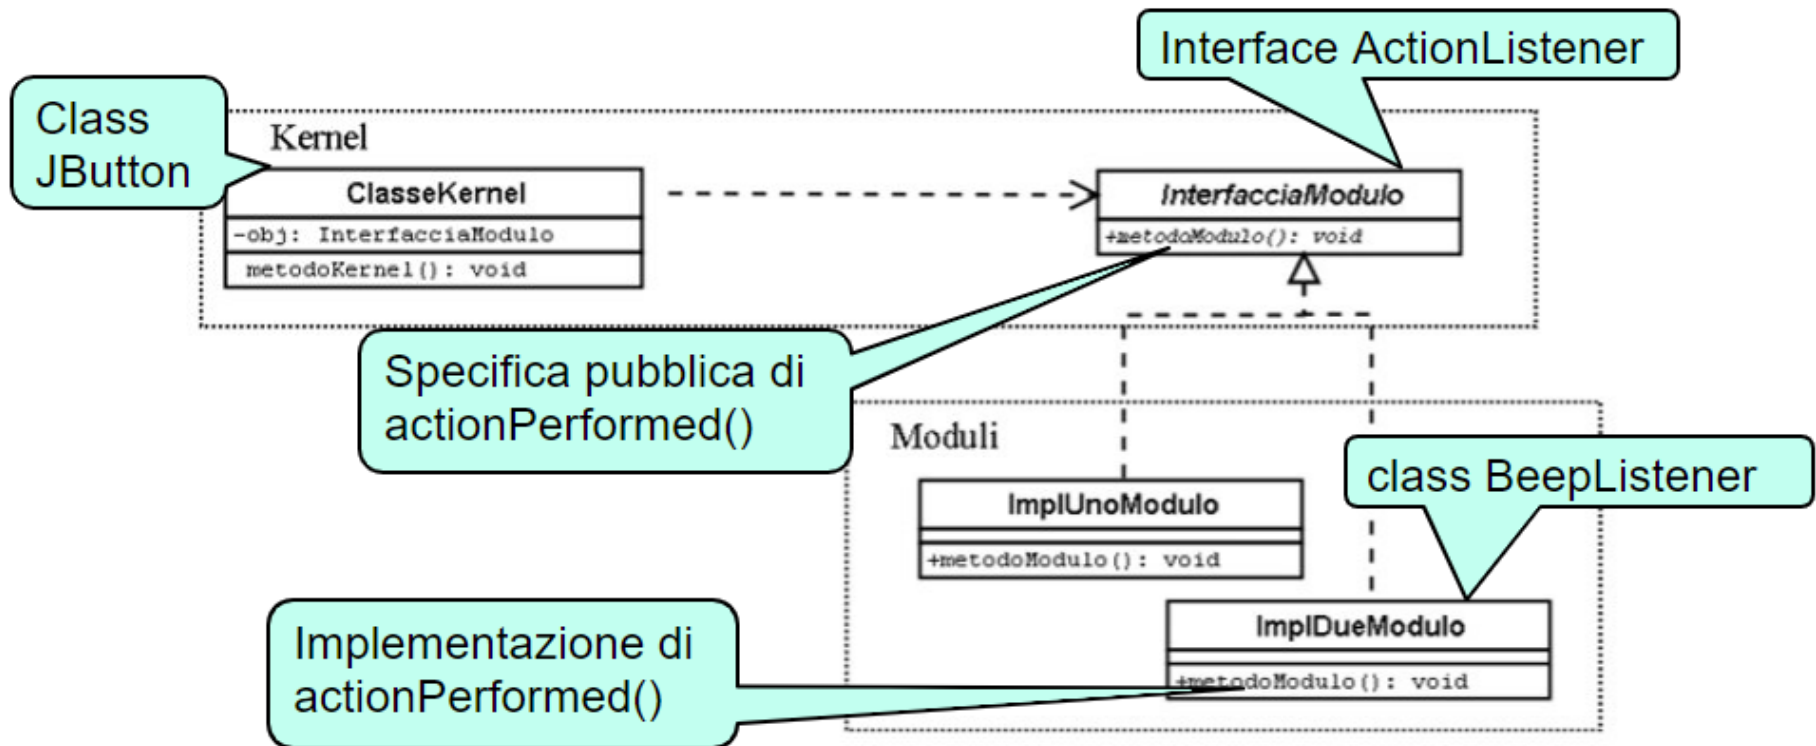 Interface ActionListener
Class
JButton
Kernel
ClasseKernel
-obj: InterfacciaModulo
metodoKernel(): void
InterfacciaModulo
+metodoModulo(): void
Specifica pubblica di
actionPerformed()
Moduli
class BeepListener
ImplUnoModulo
+metodoModulo(): void
ImplDueModulo
+metodoModulo(): void
Implementazione di
actionPerformed()